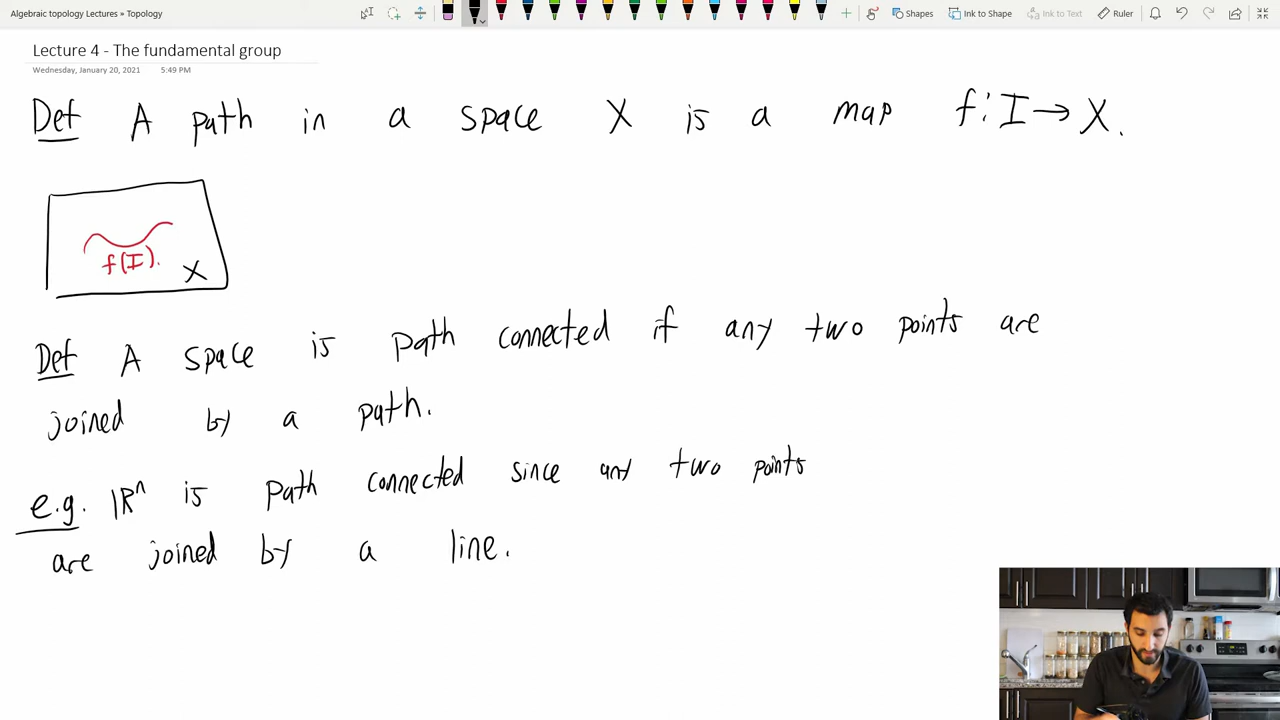 Algebraic topology Lectures » Topology
Shapes Ink to Shape Ink to Text Ruler
Lecture 4 - The fundamental group
Wednesday, January 20, 2021 5:49 PM
Def A path in a space X is a map f: I → X.
f(I).
X
Def A space is path connected if any two points are
joined by a path.
e.g. ℝⁿ is path connected since any two points
are joined by a line.